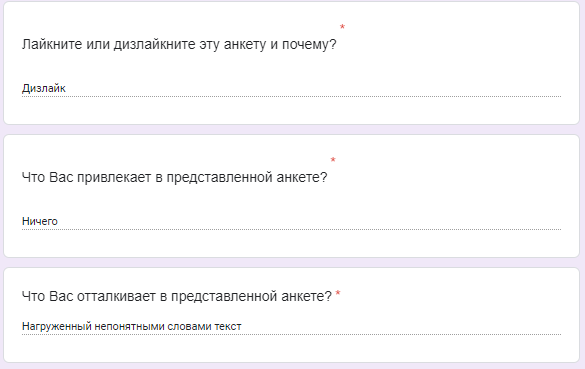 Лайкните или дизлайкните эту анкету и почему? *
Дизлайк
Что Вас привлекает в представленной анкете? *
Ничего
Что Вас отталкивает в представленной анкете? *
Нагруженный непонятными словами текст